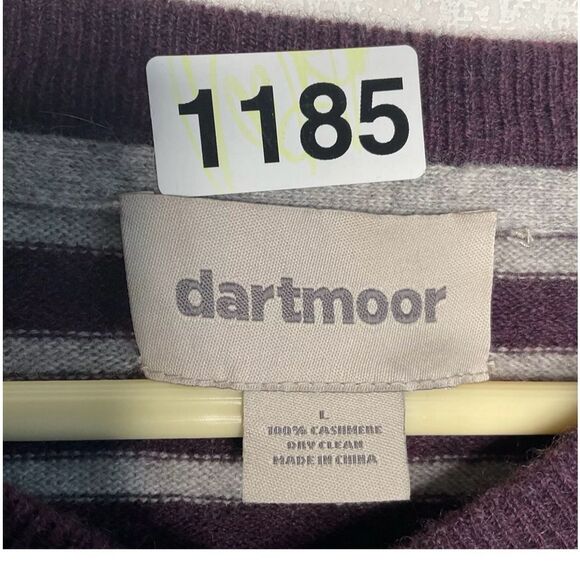 1185
dartmoor
L
100% CASHMERE
DRY CLEAN
MADE IN CHINA